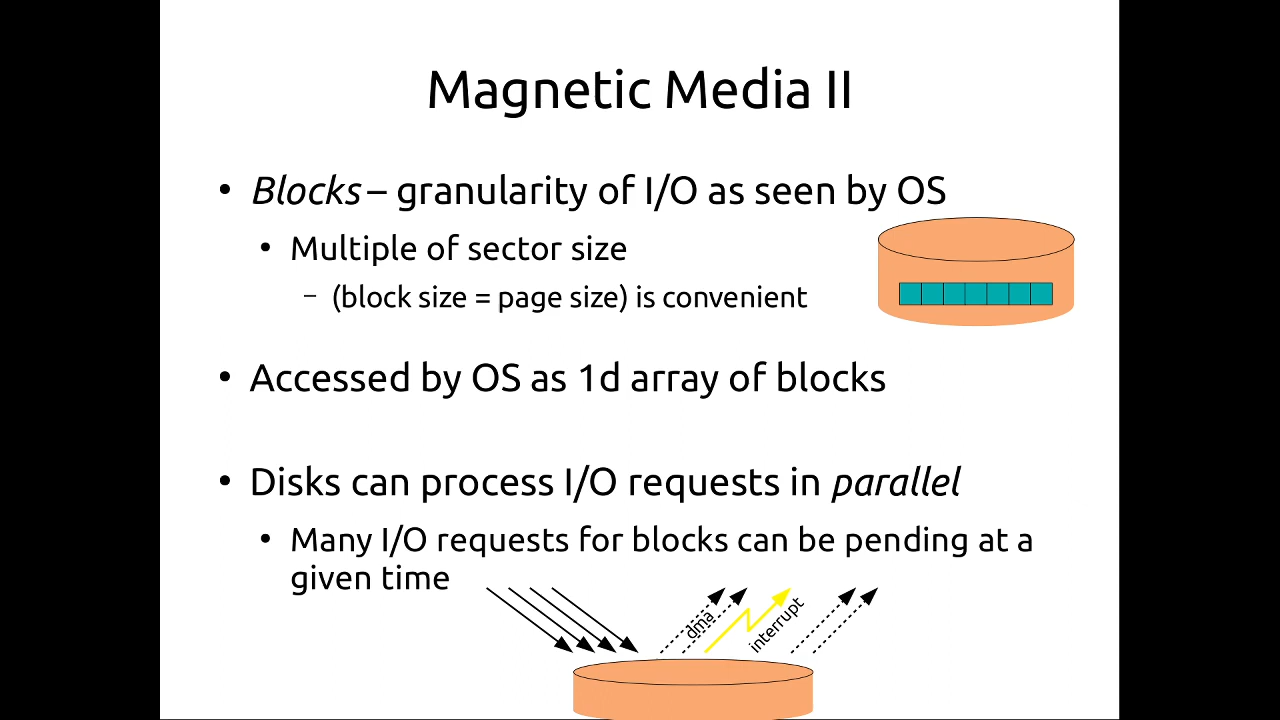 Magnetic Media II
• Blocks – granularity of I/O as seen by OS
• Multiple of sector size
– (block size = page size) is convenient
• Accessed by OS as 1d array of blocks
• Disks can process I/O requests in parallel
• Many I/O requests for blocks can be pending at a
given time
dma
interrupt